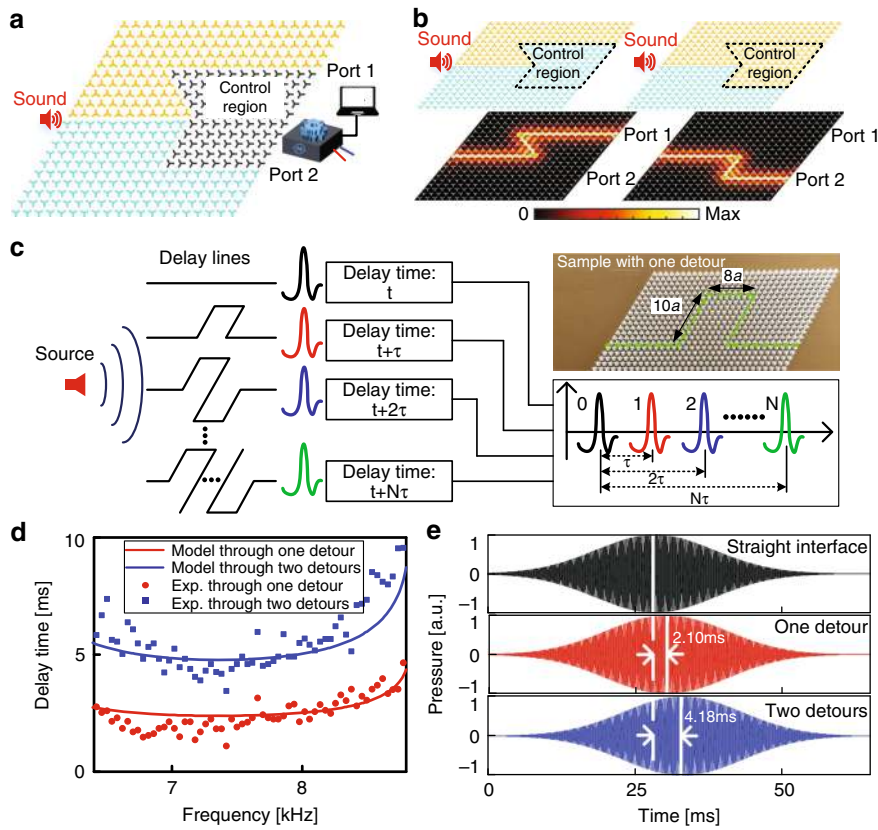 a
Sound
Control
region
Port 1
Port 2
b
Sound
Control
region
Sound
Control
region
Port 1
Port 2
Port 1
Port 2
0
Max
c
Delay lines
Source
Delay time:
t
Delay time:
t+τ
Delay time:
t+2τ
Delay time:
t+Nτ
Sample with one detour
8a
10a
0 1 2 N
τ
2τ
Nτ
d
10
5
0
Delay time [ms]
Model through one detour
Model through two detours
Exp. through one detour
Exp. through two detours
7 8
Frequency [kHz]
e
Pressure [a.u.]
1
0
−1
Straight interface
1
0
−1
One detour
2.10ms
1
0
−1
Two detours
4.18ms
0 25 50
Time [ms]